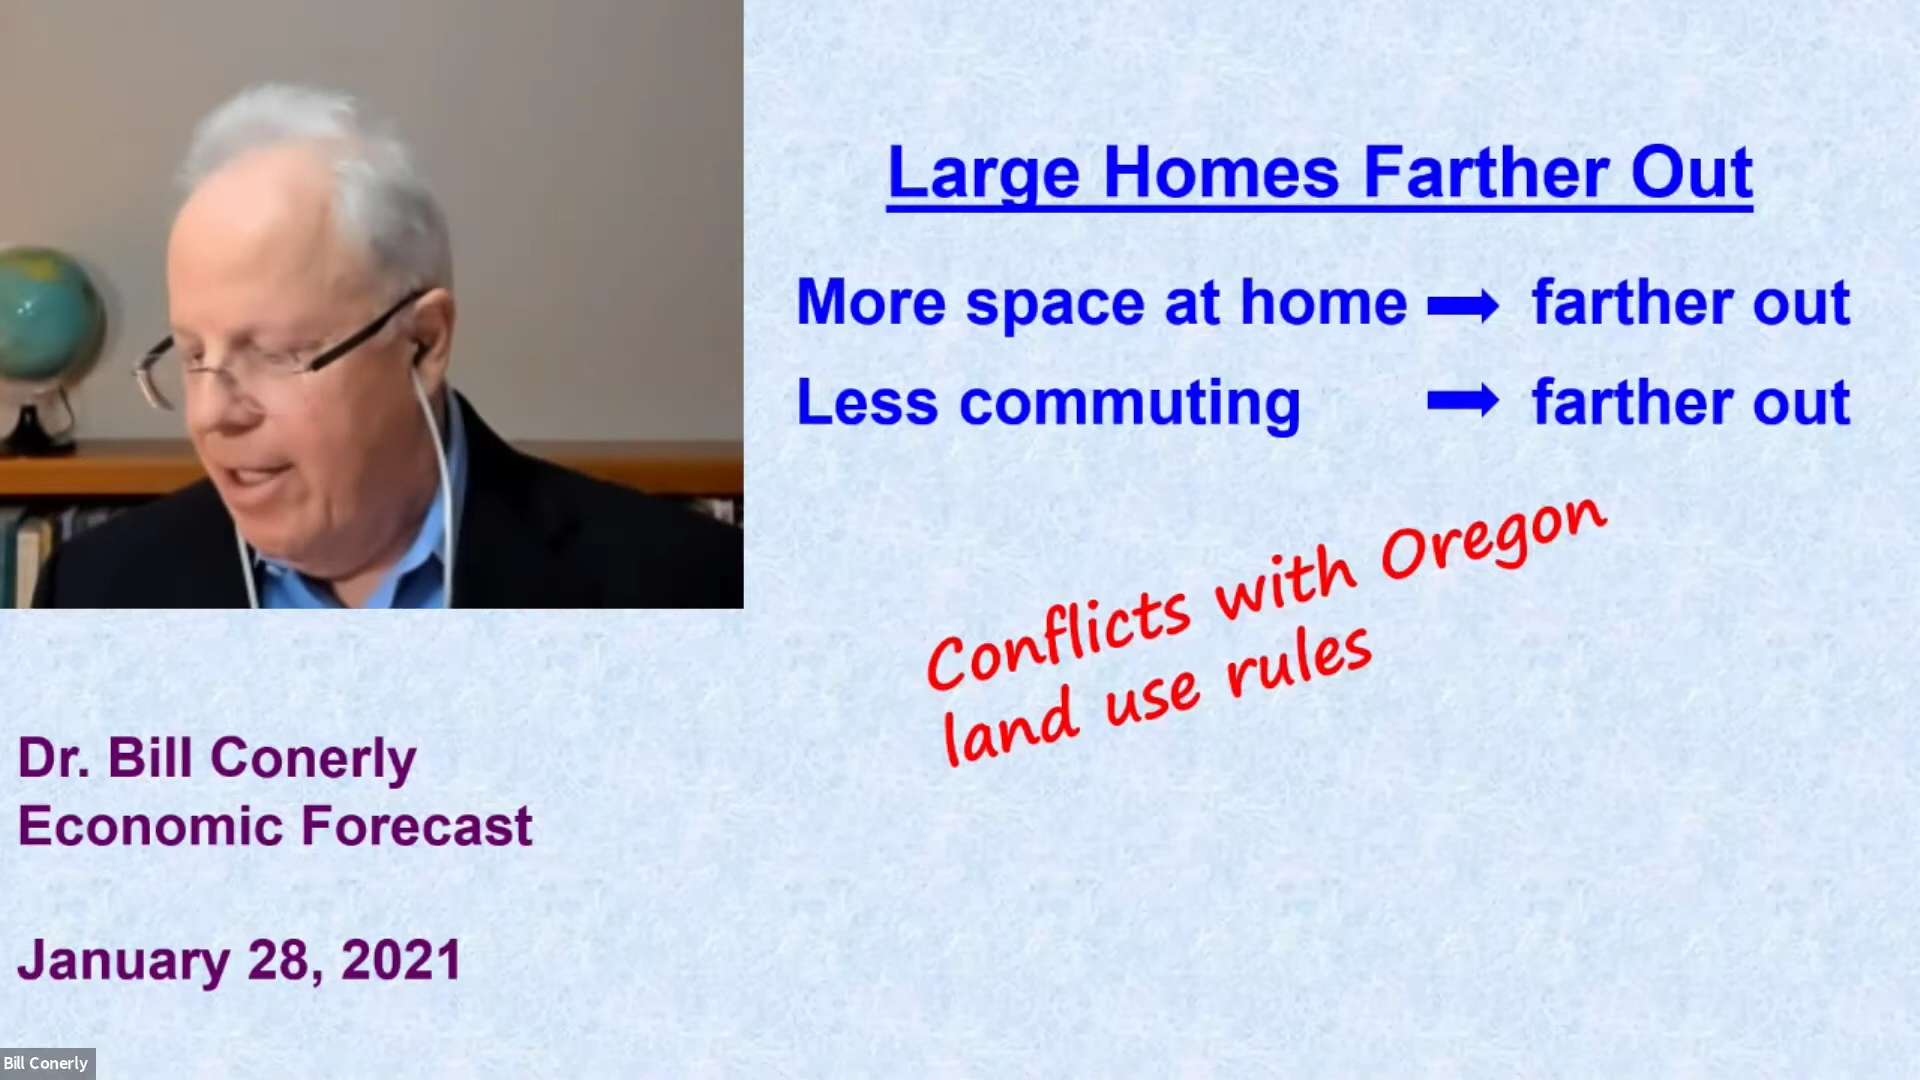 Large Homes Farther Out
More space at home ➡ farther out
Less commuting ➡ farther out
Conflicts with Oregon
land use rules
Dr. Bill Conerly
Economic Forecast
January 28, 2021
Bill Conerly